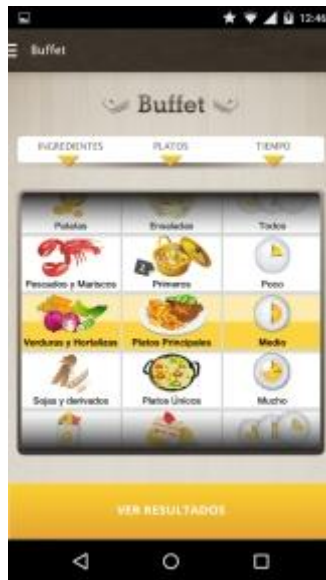 12:46
Buffet
Buffet
INGREDIENTES PLATOS TIEMPO
Patatas Ensaladas Todos
Pescados y Mariscos Primeros Poco
Verduras y Hortalizas Platos Principales Medio
Sojas y derivados Platos Únicos Mucho
VER RESULTADOS